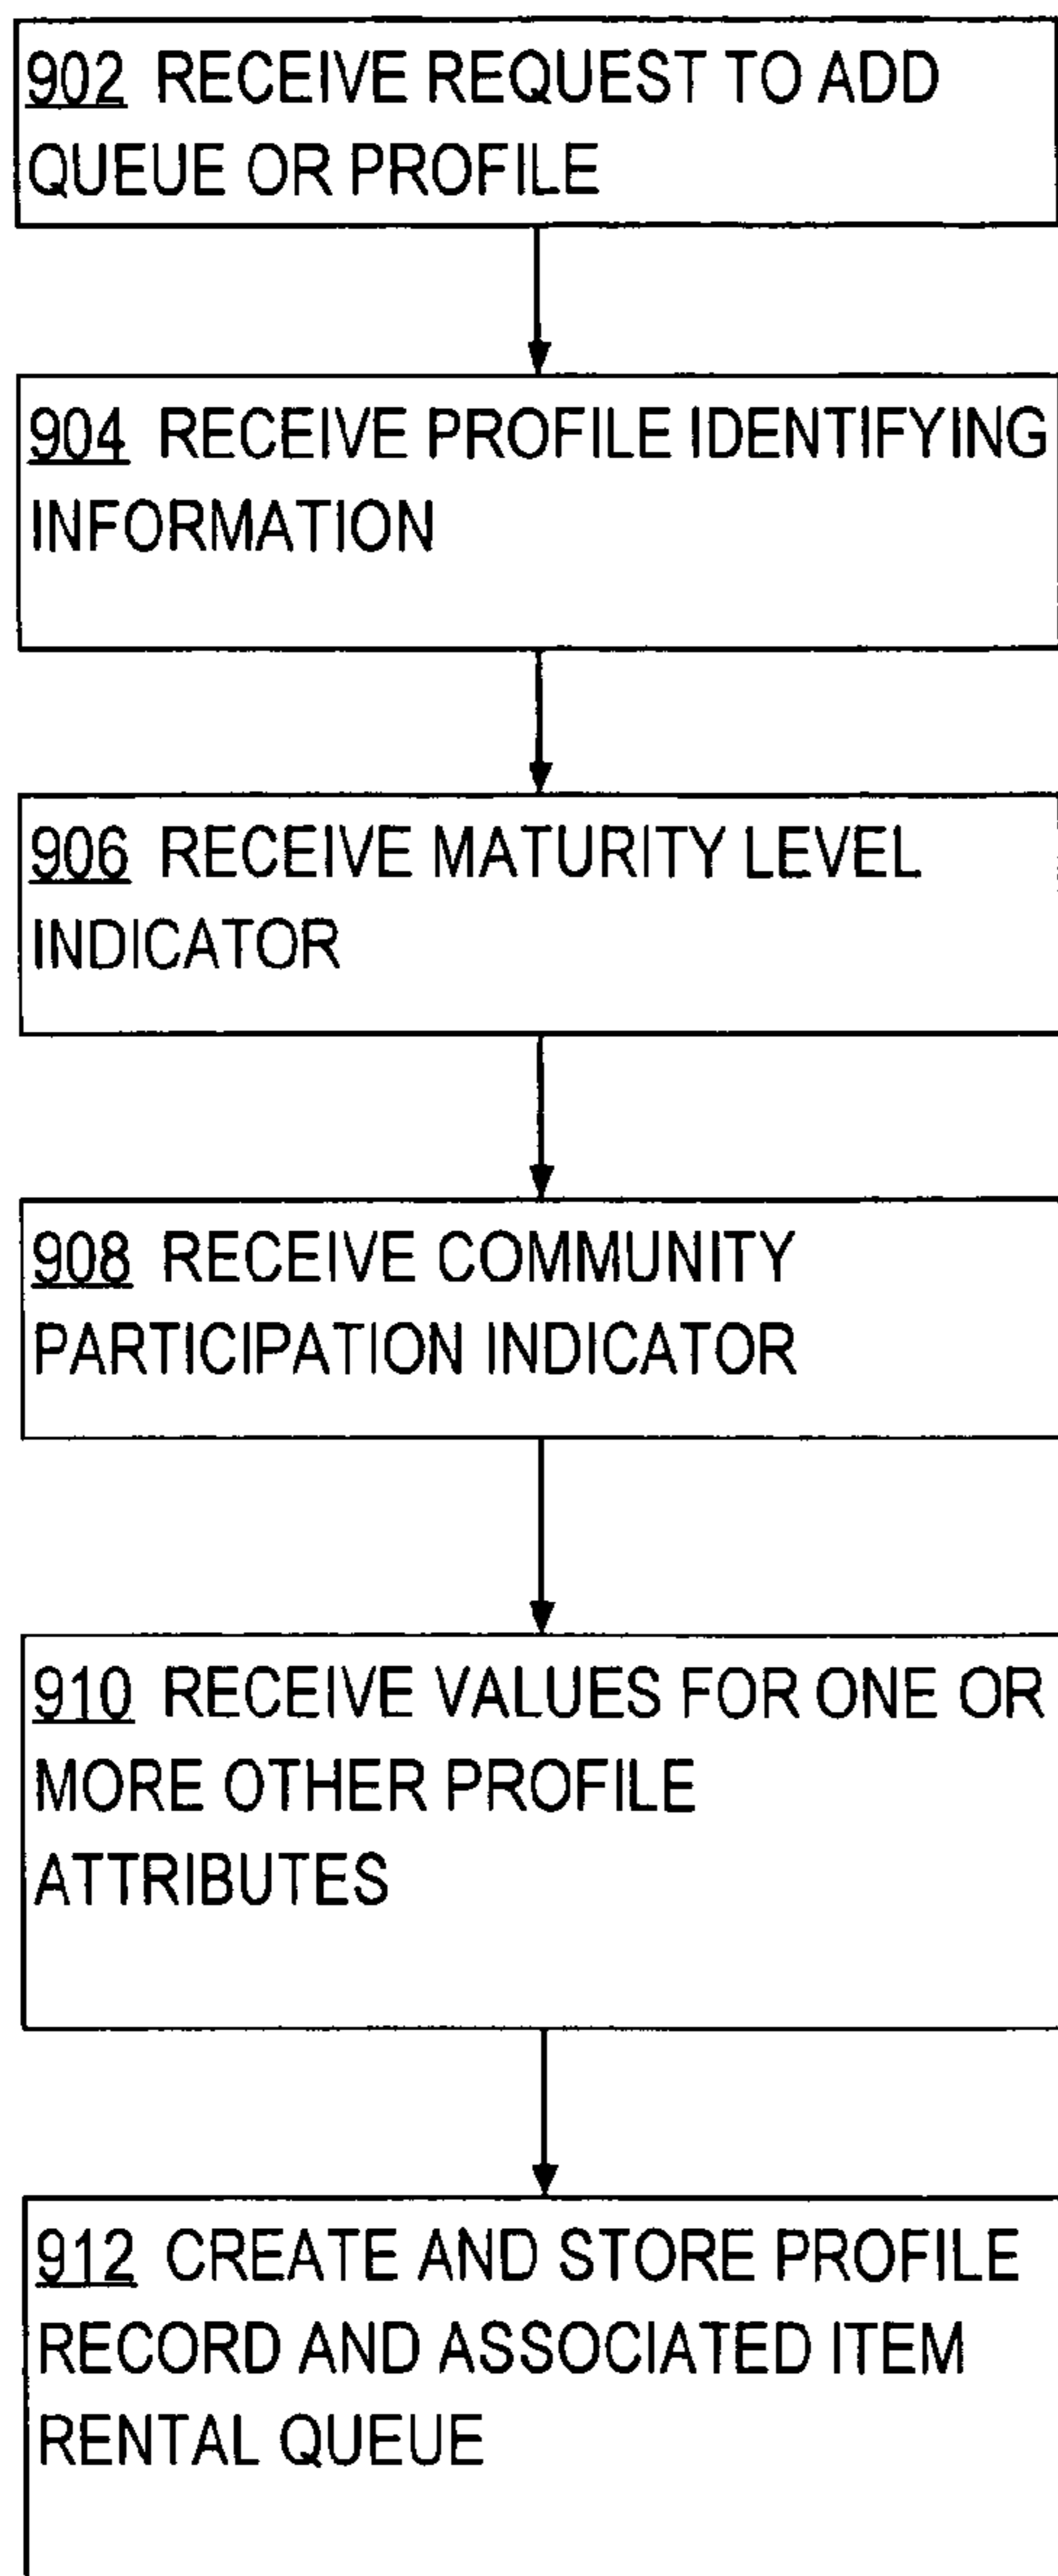 902 RECEIVE REQUEST TO ADD
QUEUE OR PROFILE
904 RECEIVE PROFILE IDENTIFYING
INFORMATION
906 RECEIVE MATURITY LEVEL
INDICATOR
908 RECEIVE COMMUNITY
PARTICIPATION INDICATOR
910 RECEIVE VALUES FOR ONE OR
MORE OTHER PROFILE
ATTRIBUTES
912 CREATE AND STORE PROFILE
RECORD AND ASSOCIATED ITEM
RENTAL QUEUE